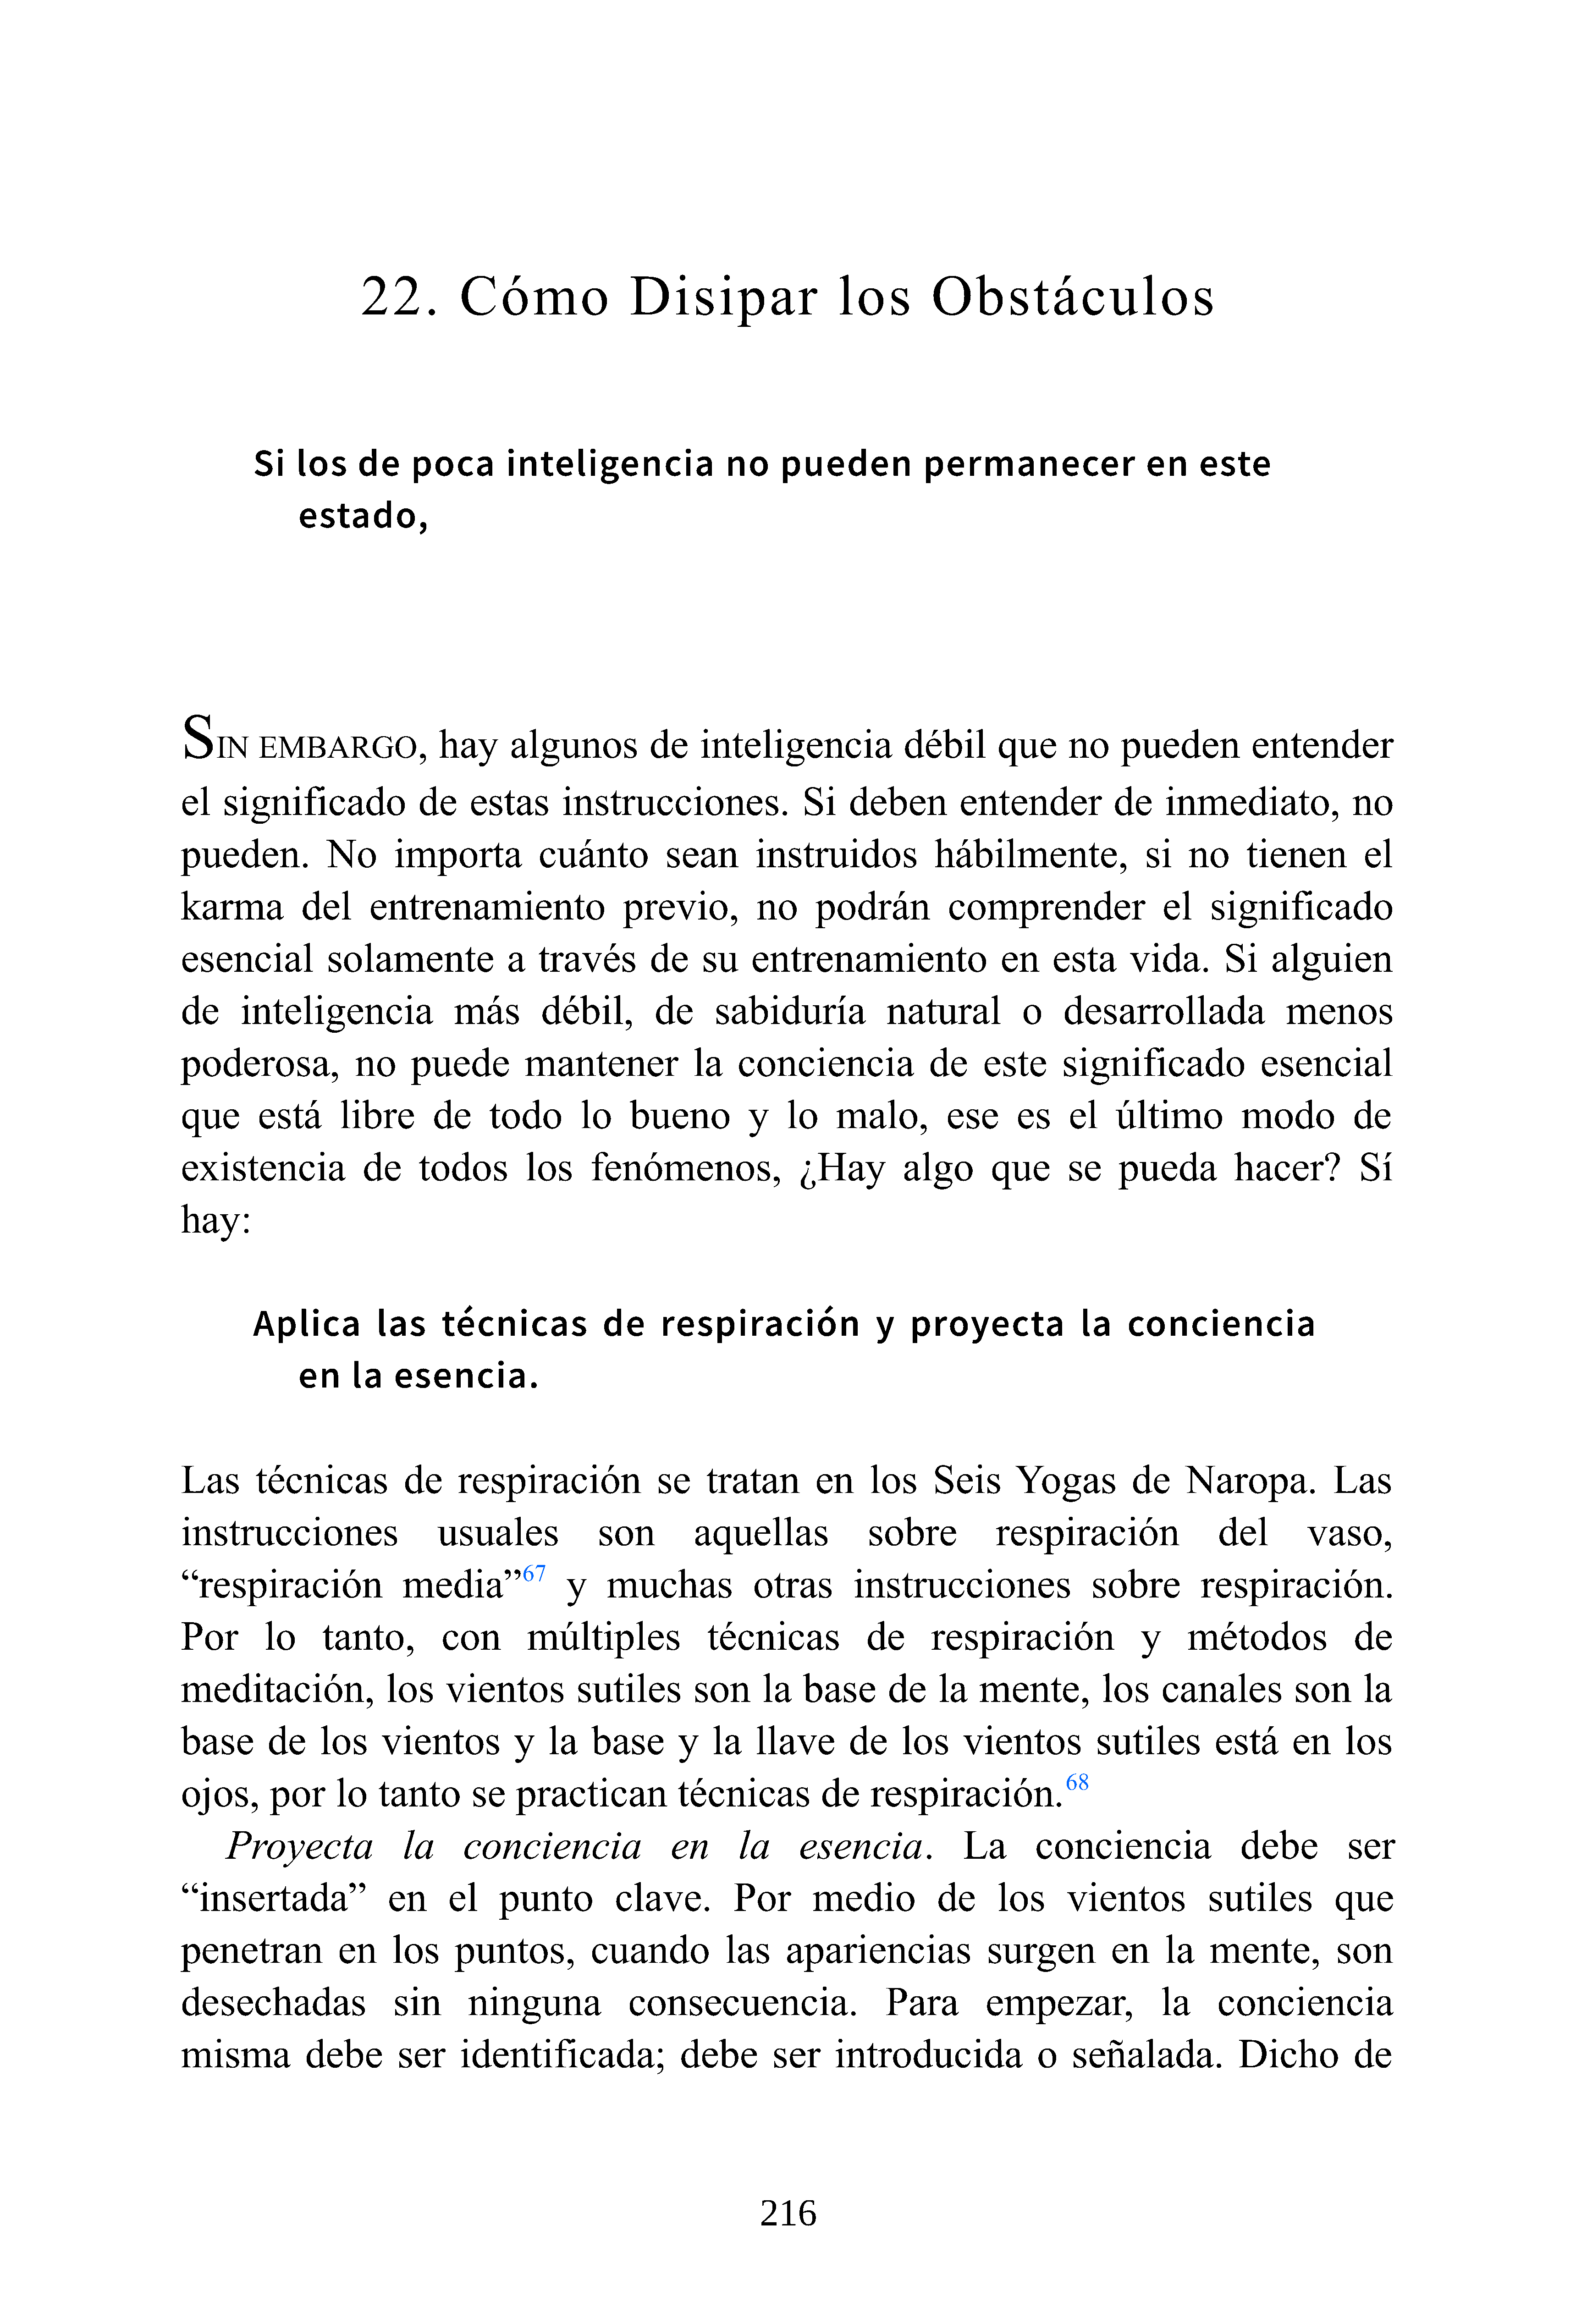 22. Cómo Disipar los Obstáculos
Si los de poca inteligencia no pueden permanecer en este
estado,
SIN EMBARGO, hay algunos de inteligencia débil que no pueden entender
el significado de estas instrucciones. Si deben entender de inmediato, no
pueden. No importa cuánto sean instruidos hábilmente, si no tienen el
karma del entrenamiento previo, no podrán comprender el significado
esencial solamente a través de su entrenamiento en esta vida. Si alguien
de inteligencia más débil, de sabiduría natural o desarrollada menos
poderosa, no puede mantener la conciencia de este significado esencial
que está libre de todo lo bueno y lo malo, ese es el último modo de
existencia de todos los fenómenos, ¿Hay algo que se pueda hacer? Sí
hay:
Aplica las técnicas de respiración y proyecta la conciencia
en la esencia.
Las técnicas de respiración se tratan en los Seis Yogas de Naropa. Las
instrucciones usuales son aquellas sobre respiración del vaso,
“respiración media”67 y muchas otras instrucciones sobre respiración.
Por lo tanto, con múltiples técnicas de respiración y métodos de
meditación, los vientos sutiles son la base de la mente, los canales son la
base de los vientos y la base y la llave de los vientos sutiles está en los
ojos, por lo tanto se practican técnicas de respiración.68
Proyecta la conciencia en la esencia. La conciencia debe ser
“insertada” en el punto clave. Por medio de los vientos sutiles que
penetran en los puntos, cuando las apariencias surgen en la mente, son
desechadas sin ninguna consecuencia. Para empezar, la conciencia
misma debe ser identificada; debe ser introducida o señalada. Dicho de
216